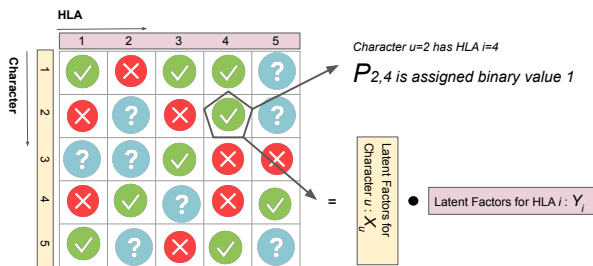 HLA
1 2 3 4 5
Character
1
2
3
4
5
? 
? ?
? ?
?
? ?
Character u=2 has HLA i=4
P2,4 is assigned binary value 1
=
Latent Factors for
Character u : Xu
Latent Factors for HLA i : Yi